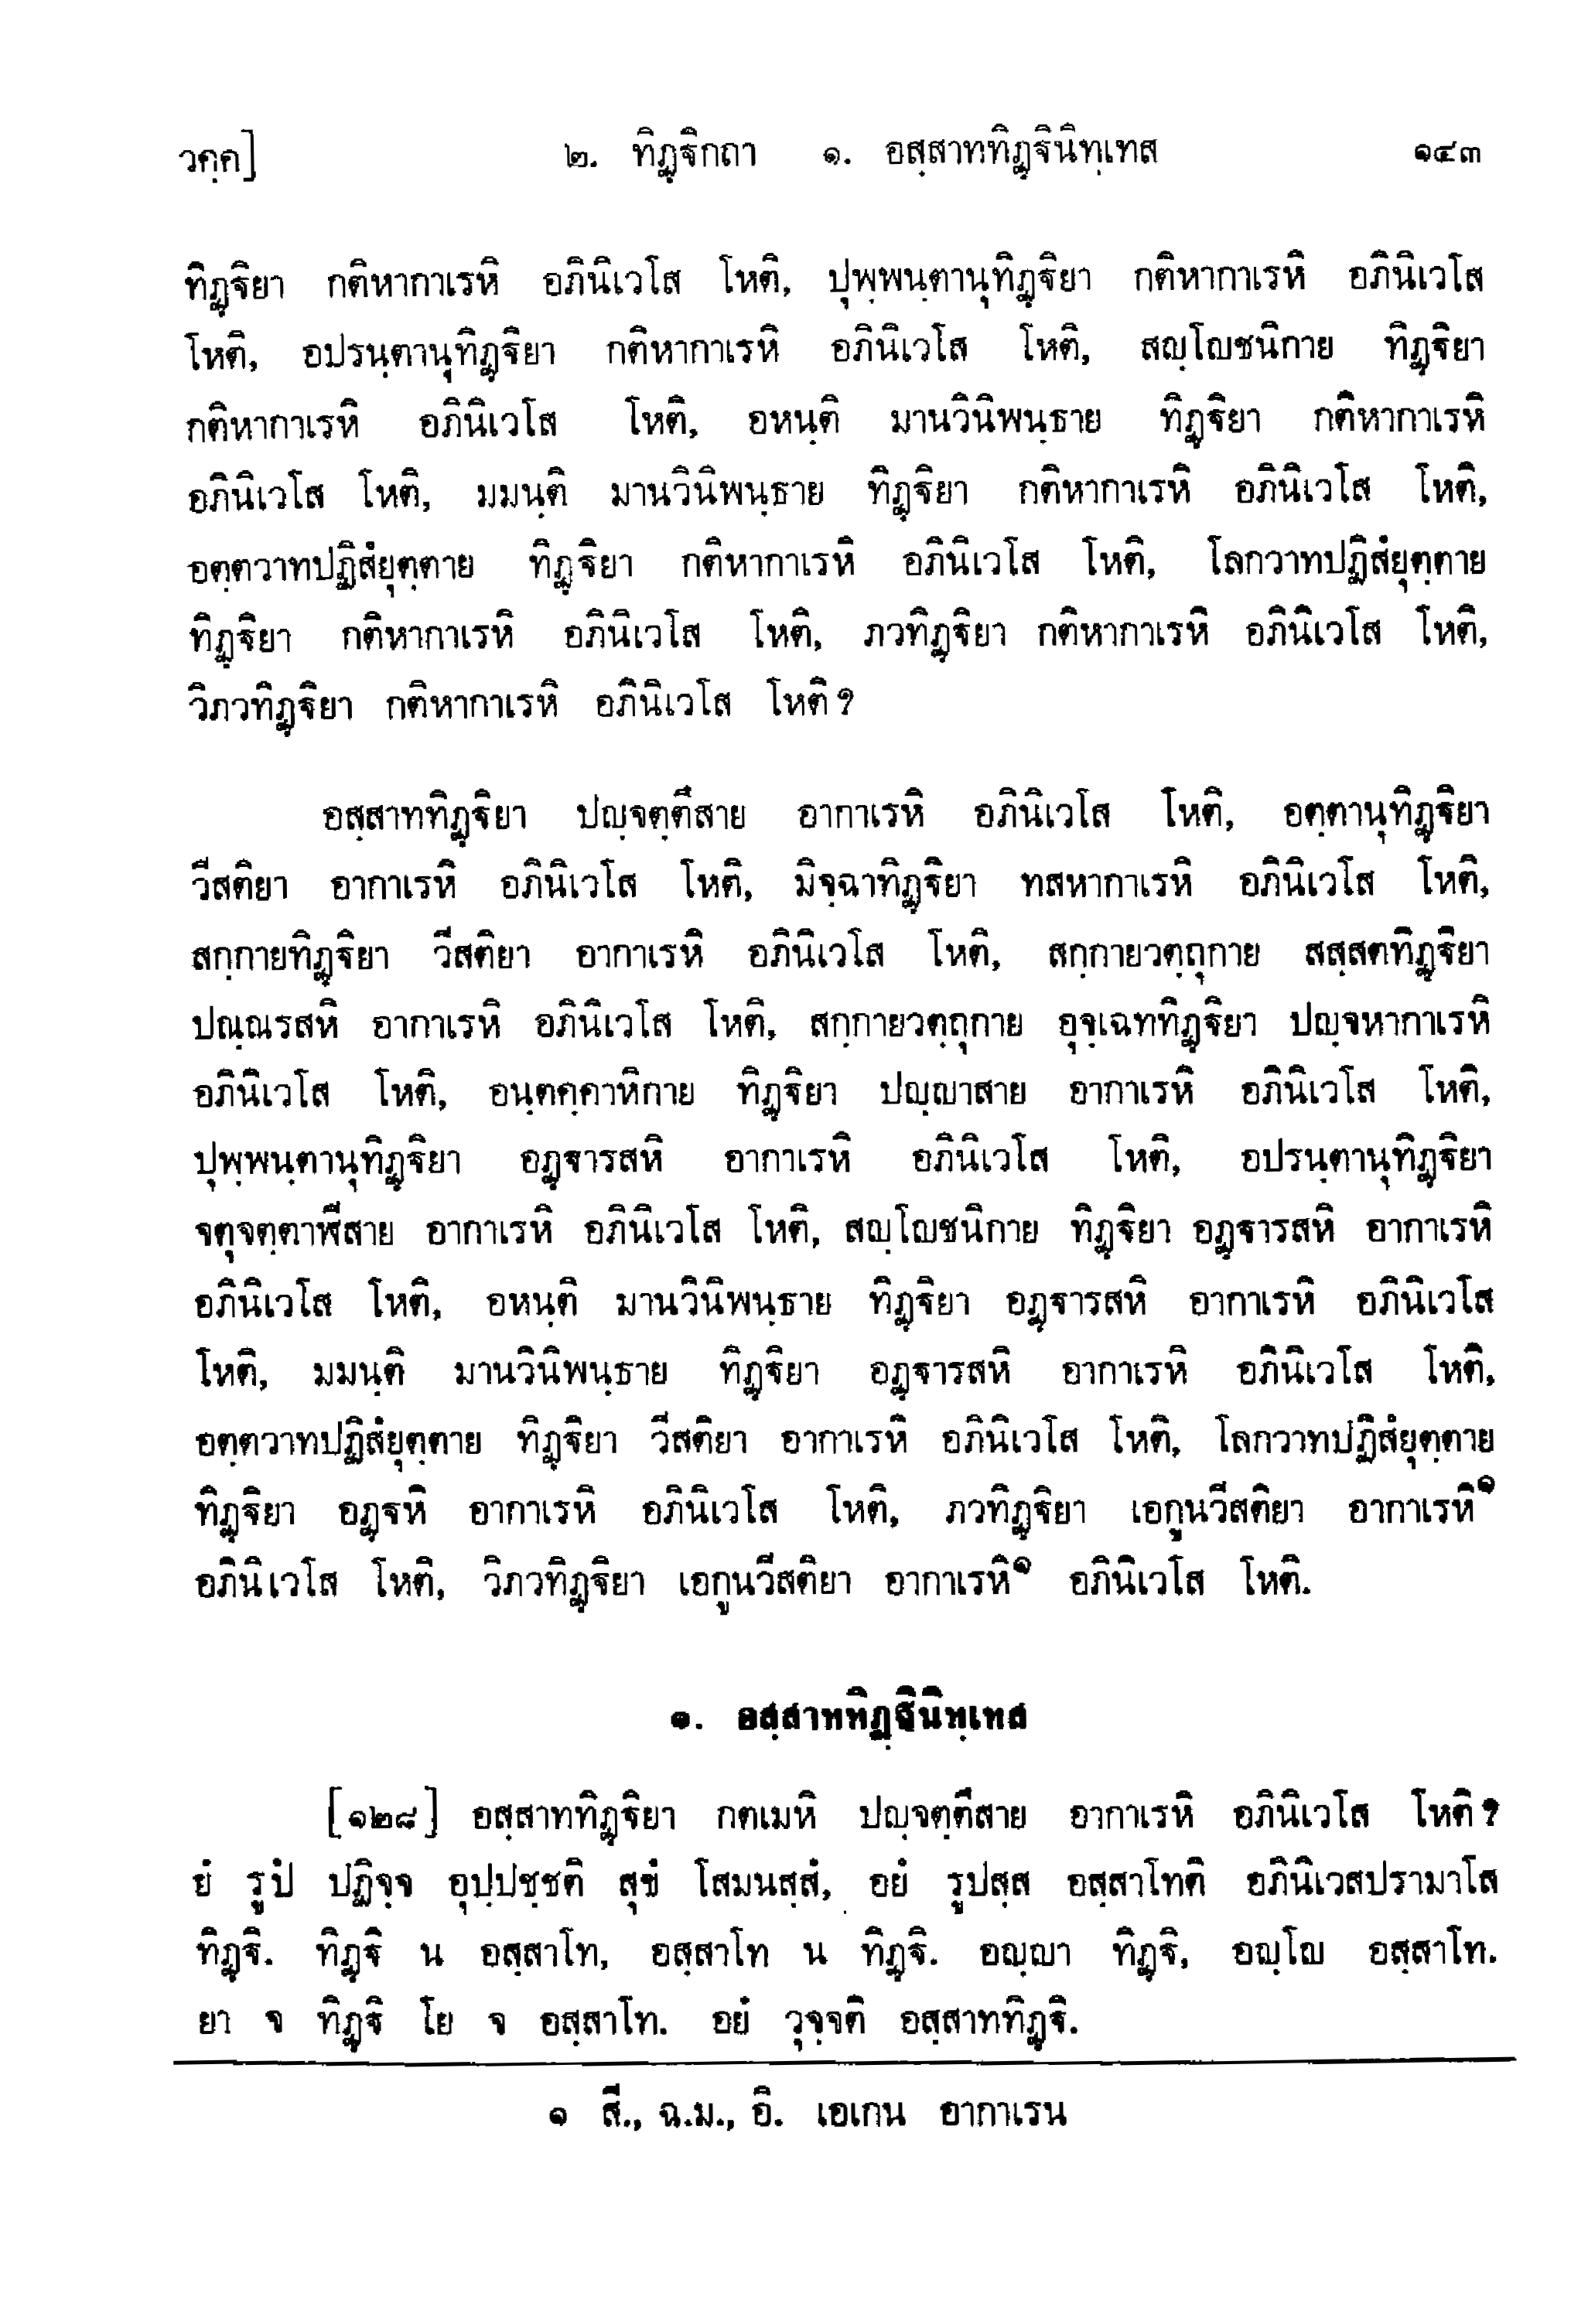 วคฺค]
๒. ทิฏฺฐิกถา ๑. อสฺสาททิฏฺฐินิทฺเทส
๑๔๓
ทิฏฺฐิยา กติหากาเรหิ อภินิเวโส โหติ, ปุพฺพนฺตานุทิฏฺฐิยา กติหากาเรหิ อภินิเวโส
โหติ, อปรนฺตานุทิฏฺฐิยา กติหากาเรหิ อภินิเวโส โหติ, สญฺโญชนิกาย ทิฏฺฐิยา
กติหากาเรหิ อภินิเวโส โหติ, อหนฺติ มานวินิพนฺธาย ทิฏฺฐิยา กติหากาเรหิ
อภินิเวโส โหติ, มมนฺติ มานวินิพนฺธาย ทิฏฺฐิยา กติหากาเรหิ อภินิเวโส โหติ,
อตฺตวาทปฏิสํยุตฺตาย ทิฏฺฐิยา กติหากาเรหิ อภินิเวโส โหติ, โลกวาทปฏิสํยุตฺตาย
ทิฏฺฐิยา กติหากาเรหิ อภินิเวโส โหติ, ภวทิฏฺฐิยา กติหากาเรหิ อภินิเวโส โหติ,
วิภวทิฏฺฐิยา กติหากาเรหิ อภินิเวโส โหติ?
อสฺสาททิฏฺฐิยา ปญฺจตฺตึสาย อากาเรหิ อภินิเวโส โหติ, อตฺตานุทิฏฺฐิยา
วีสติยา อากาเรหิ อภินิเวโส โหติ, มิจฺฉาทิฏฺฐิยา ทสหากาเรหิ อภินิเวโส โหติ,
สกฺกายทิฏฺฐิยา วีสติยา อากาเรหิ อภินิเวโส โหติ, สกฺกายวตฺถุกาย สสฺสตทิฏฺฐิยา
ปณฺณรสหิ อากาเรหิ อภินิเวโส โหติ, สกฺกายวตฺถุกาย อุจฺเฉททิฏฺฐิยา ปญฺจหากาเรหิ
อภินิเวโส โหติ, อนฺตคฺคาหิกาย ทิฏฺฐิยา ปญฺญาสาย อากาเรหิ อภินิเวโส โหติ,
ปุพฺพนฺตานุทิฏฺฐิยา อฏฺฐารสหิ อากาเรหิ อภินิเวโส โหติ, อปรนฺตานุทิฏฺฐิยา
จตุจตฺตาฬีสาย อากาเรหิ อภินิเวโส โหติ, สญฺโญชนิกาย ทิฏฺฐิยา อฏฺฐารสหิ อากาเรหิ
อภินิเวโส โหติ, อหนฺติ มานวินิพนฺธาย ทิฏฺฐิยา อฏฺฐารสหิ อากาเรหิ อภินิเวโส
โหติ, มมนฺติ มานวินิพนฺธาย ทิฏฺฐิยา อฏฺฐารสหิ อากาเรหิ อภินิเวโส โหติ,
อตฺตวาทปฏิสํยุตฺตาย ทิฏฺฐิยา วีสติยา อากาเรหิ อภินิเวโส โหติ, โลกวาทปฏิสํยุตฺตาย
ทิฏฺฐิยา อฏฺฐหิ อากาเรหิ อภินิเวโส โหติ, ภวทิฏฺฐิยา เอกูนวีสติยา อากาเรหิ๑
อภินิเวโส โหติ, วิภวทิฏฺฐิยา เอกูนวีสติยา อากาเรหิ๑ อภินิเวโส โหติ.
๑. อสฺสาททิฏฺฐินิทฺเทส
[๑๒๘] อสฺสาททิฏฺฐิยา กตเมหิ ปญฺจตฺตึสาย อากาเรหิ อภินิเวโส โหติ?
ยํ รูปํ ปฏิจฺจ อุปฺปชฺชติ สุขํ โสมนสฺสํ, อยํ รูปสฺส อสฺสาโทติ อภินิเวสปรามาโส
ทิฏฺฐิ. ทิฏฺฐิ น อสฺสาโท, อสฺสาโท น ทิฏฺฐิ. อญฺญา ทิฏฺฐิ, อญฺโญ อสฺสาโท.
ยา จ ทิฏฺฐิ โย จ อสฺสาโท. อยํ วุจฺจติ อสฺสาททิฏฺฐิ.
๑ สี., ฉ.ม., อิ. เอเกน อากาเรน